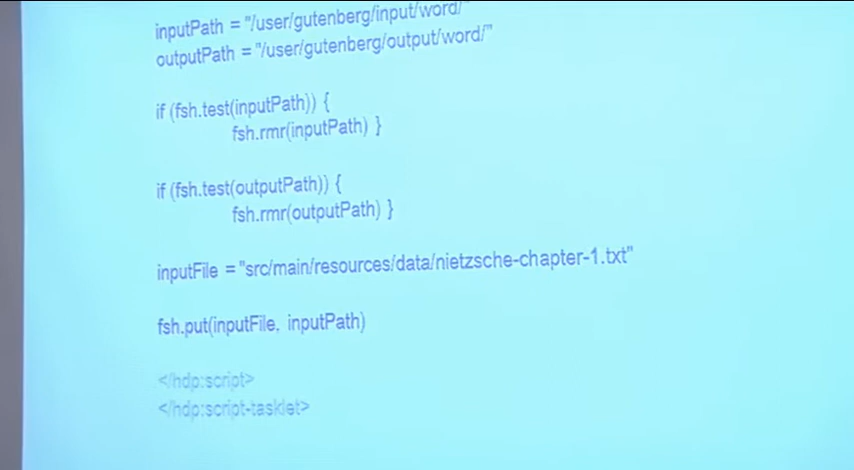 inputPath = "/user/gutenberg/input/word/"
outputPath = "/user/gutenberg/output/word/"
if (fsh.test(inputPath)) {
fsh.rmr(inputPath) }
if (fsh.test(outputPath)) {
fsh.rmr(outputPath) }
inputFile = "src/main/resources/data/nietzsche-chapter-1.txt"
fsh.put(inputFile, inputPath)
</hdp:script>
</hdp:script-tasklet>